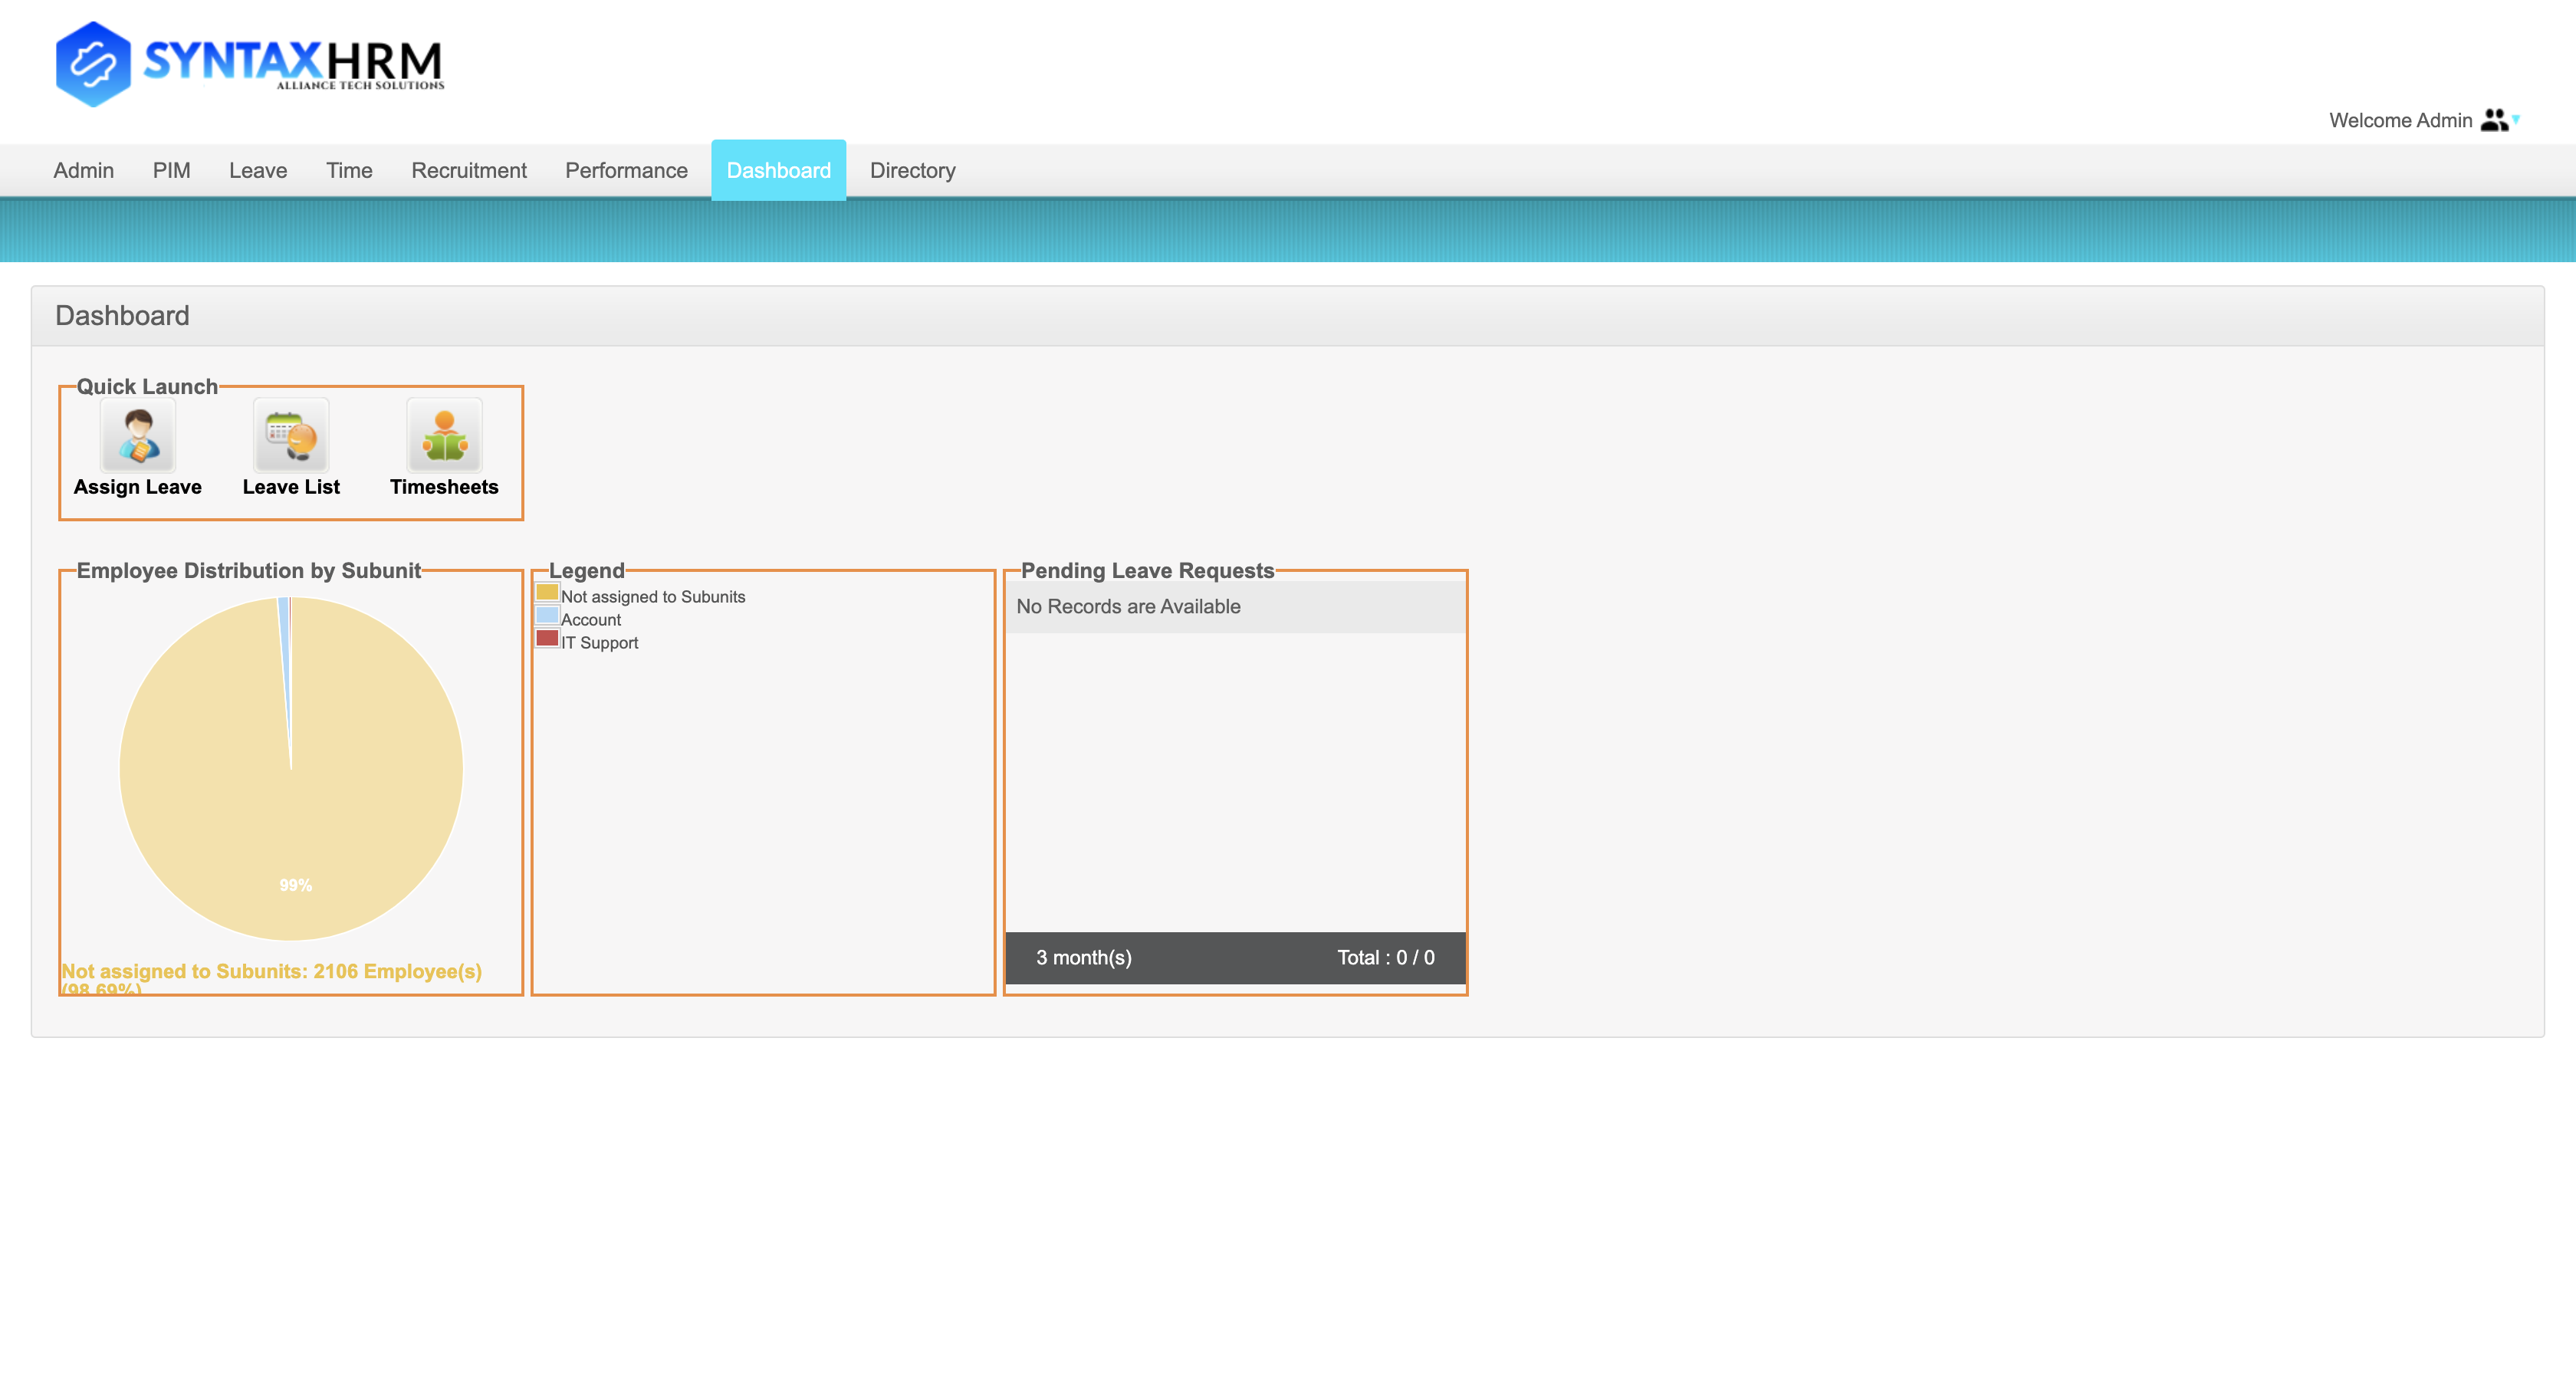 SYNTAXHRM
ALLIANCE TECH SOLUTIONS
Welcome Admin
Admin PIM Leave Time Recruitment Performance Dashboard Directory
Dashboard
Quick Launch
Assign Leave Leave List Timesheets
Employee Distribution by Subunit
99%
Not assigned to Subunits: 2106 Employee(s)
(98.69%)
Legend
Not assigned to Subunits
Account
IT Support
Pending Leave Requests
No Records are Available
3 month(s) Total : 0 / 0